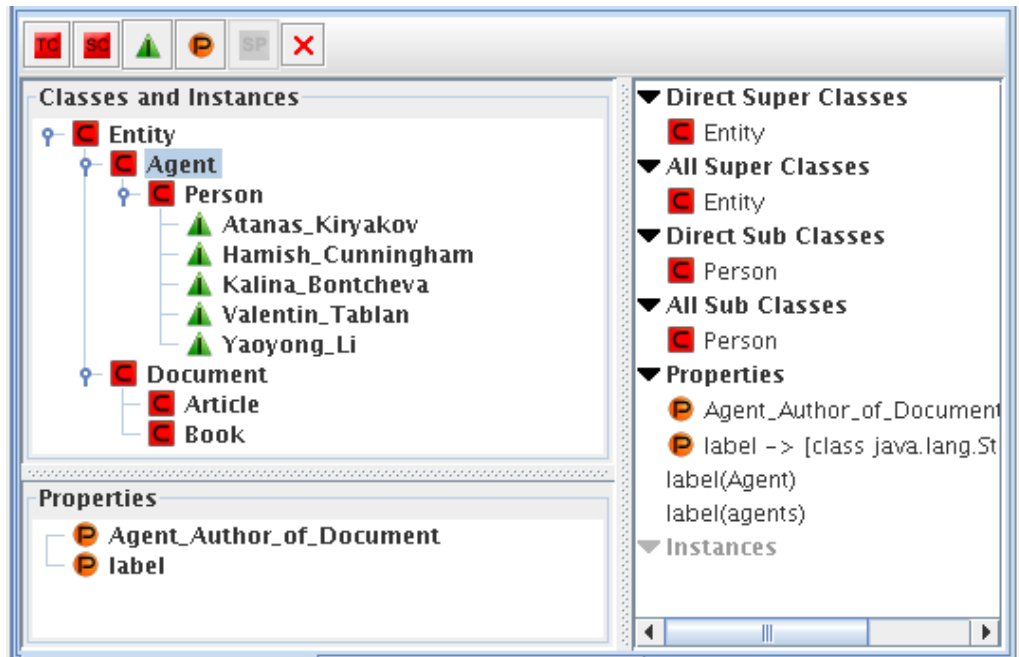 TC SC P SP
Classes and Instances
C Entity
C Agent
C Person
Atanas_Kiryakov
Hamish_Cunningham
Kalina_Bontcheva
Valentin_Tablan
Yaoyong_Li
C Document
C Article
C Book
Properties
P Agent_Author_of_Document
P label
Direct Super Classes
C Entity
All Super Classes
C Entity
Direct Sub Classes
C Person
All Sub Classes
C Person
Properties
P Agent_Author_of_Document
P label -> [class java.lang.St
label(Agent)
label(agents)
Instances